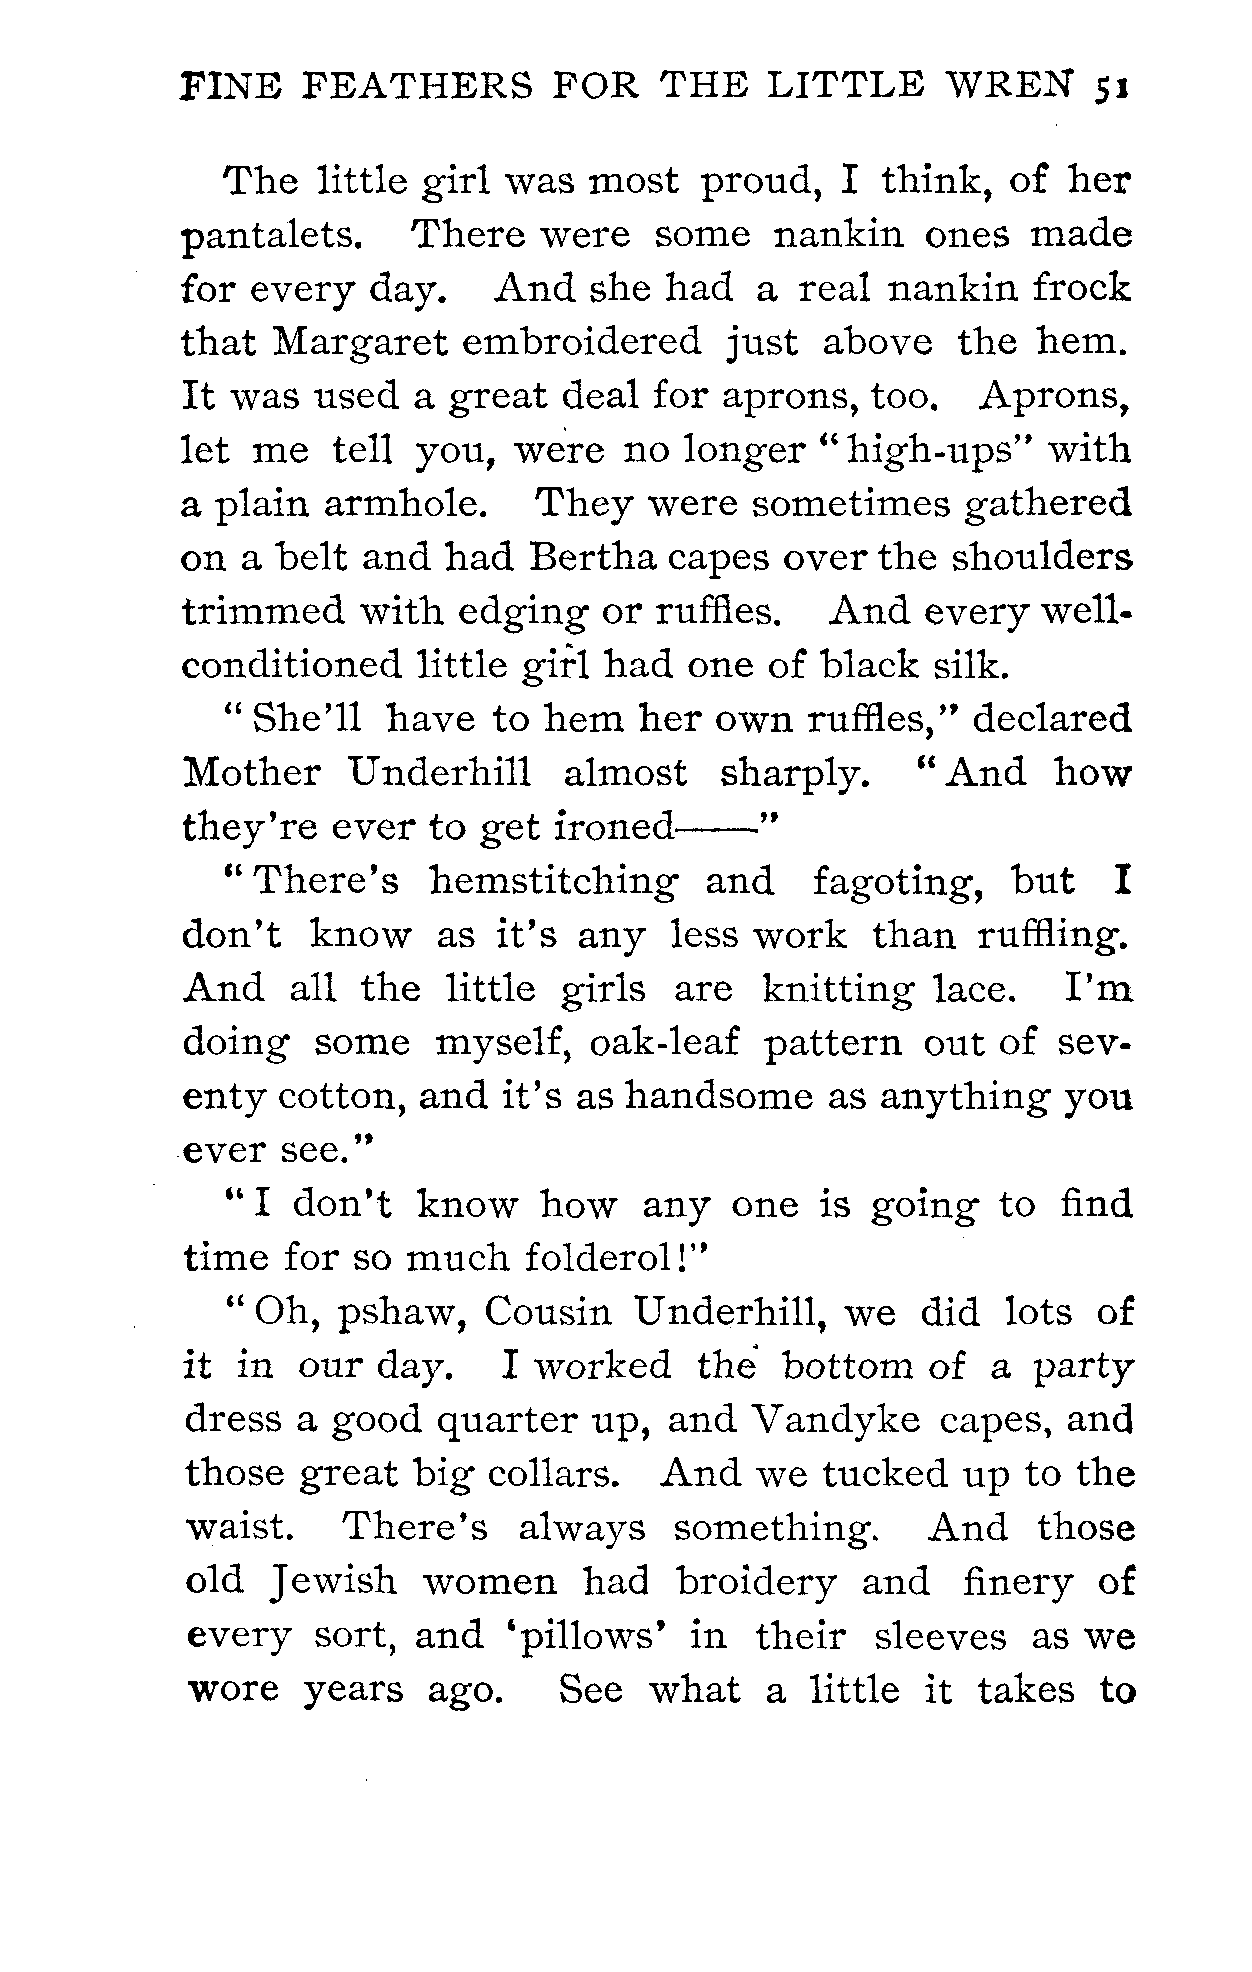 FINE FEATHERS FOR THE LITTLE WREN 51
The little girl was most proud, I think, of her
pantalets. There were some nankin ones made
for every day. And she had a real nankin frock
that Margaret embroidered just above the hem.
It was used a great deal for aprons, too. Aprons,
let me tell you, were no longer “high-ups” with
a plain armhole. They were sometimes gathered
on a belt and had Bertha capes over the shoulders
trimmed with edging or ruffles. And every well-
conditioned little girl had one of black silk.
“She’ll have to hem her own ruffles,” declared
Mother Underhill almost sharply. “And how
they’re ever to get ironed——”
“There’s hemstitching and fagoting, but I
don’t know as it’s any less work than ruffling.
And all the little girls are knitting lace. I’m
doing some myself, oak-leaf pattern out of sev-
enty cotton, and it’s as handsome as anything you
ever see.”
“I don’t know how any one is going to find
time for so much folderol!”
“Oh, pshaw, Cousin Underhill, we did lots of
it in our day. I worked the bottom of a party
dress a good quarter up, and Vandyke capes, and
those great big collars. And we tucked up to the
waist. There’s always something. And those
old Jewish women had broidery and finery of
every sort, and ‘pillows’ in their sleeves as we
wore years ago. See what a little it takes to